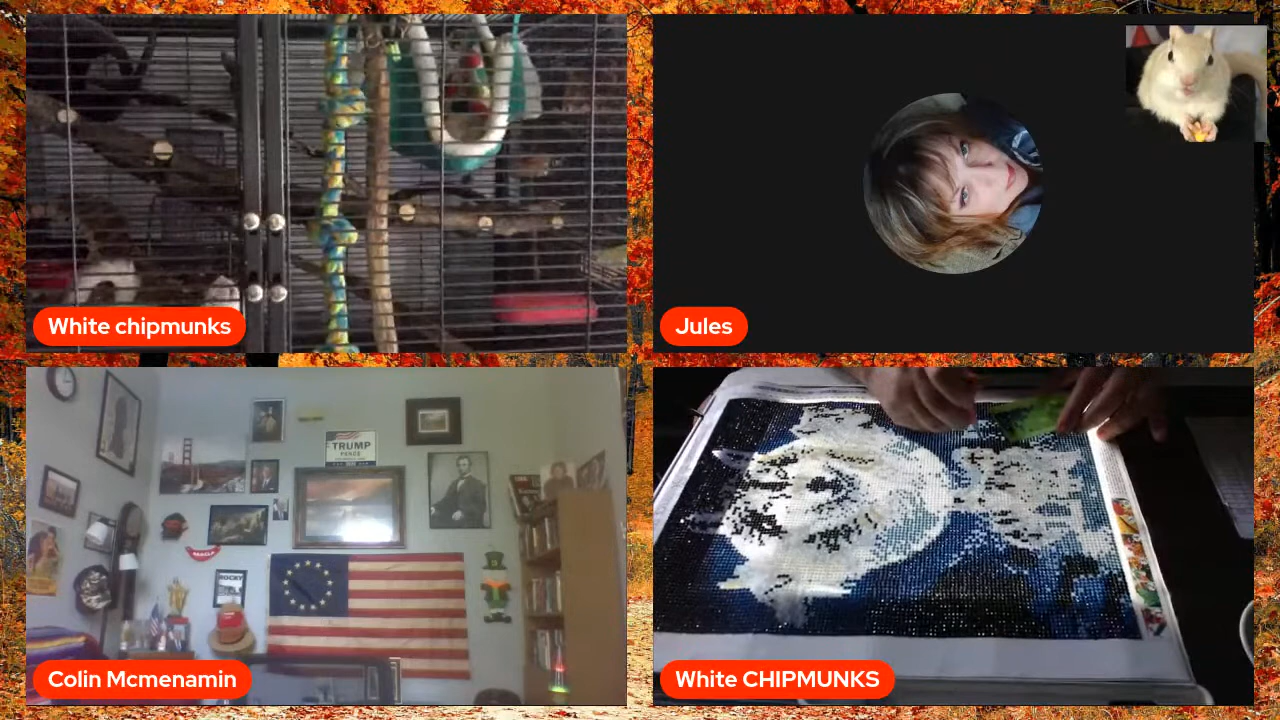 White chipmunks
Jules
TRUMP
PENCE
ROCKY
Colin Mcmenamin
White CHIPMUNKS